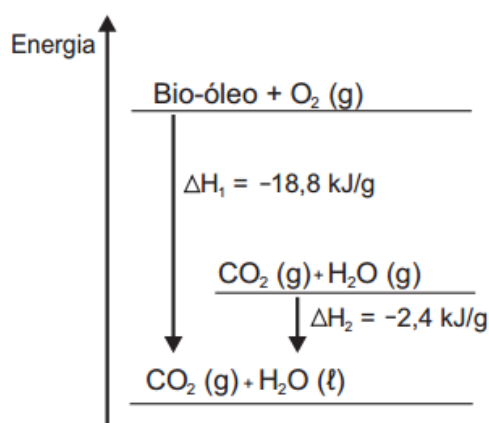 Energia
Bio-óleo + O₂ (g)
ΔH₁ = −18,8 kJ/g
CO₂ (g) + H₂O (g)
ΔH₂ = −2,4 kJ/g
CO₂ (g) + H₂O (ℓ)